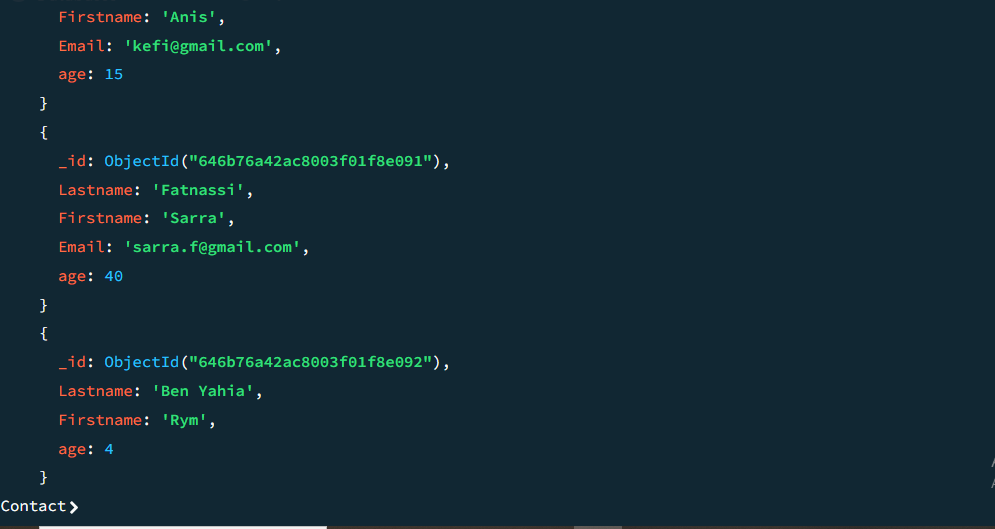 Firstname: 'Anis',
Email: 'kefi@gmail.com',
age: 15
}
{
_id: ObjectId("646b76a42ac8003f01f8e091"),
Lastname: 'Fatnassi',
Firstname: 'Sarra',
Email: 'sarra.f@gmail.com',
age: 40
}
{
_id: ObjectId("646b76a42ac8003f01f8e092"),
Lastname: 'Ben Yahia',
Firstname: 'Rym',
age: 4
}
Contact>